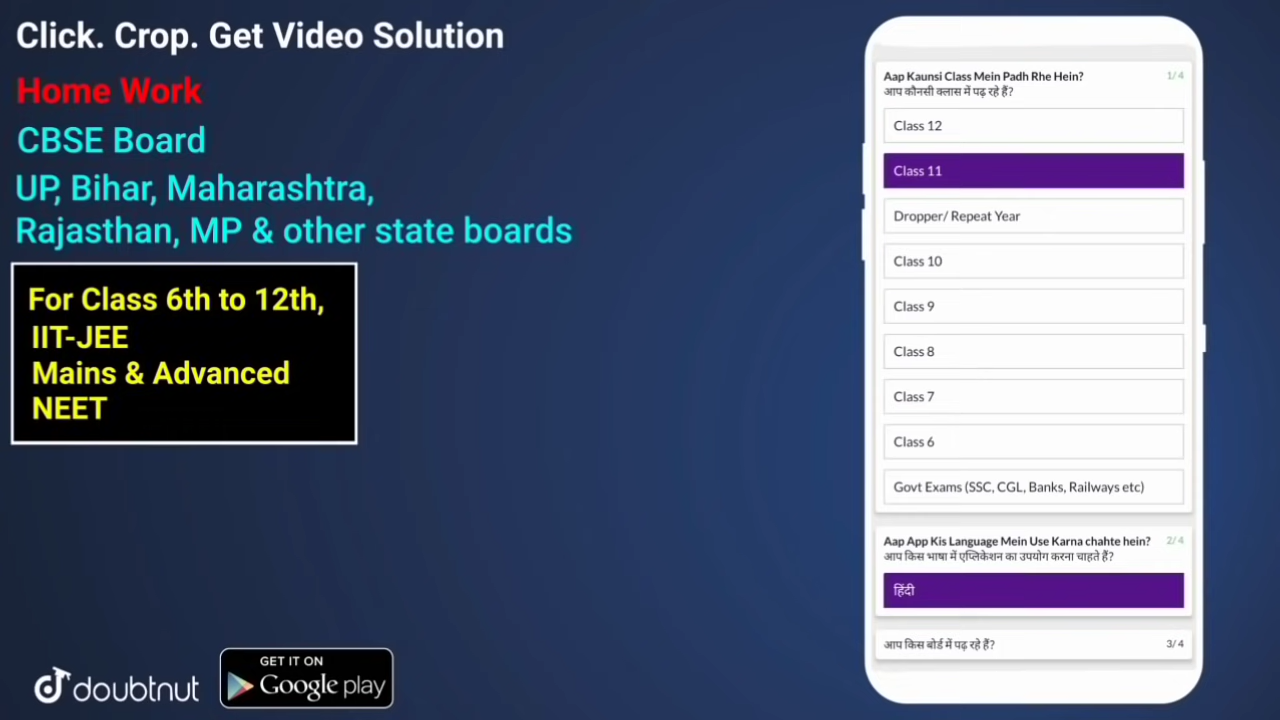 Click. Crop. Get Video Solution
Home Work
CBSE Board
UP, Bihar, Maharashtra,
Rajasthan, MP & other state boards
For Class 6th to 12th,
IIT-JEE
Mains & Advanced
NEET
doubtnut
GET IT ON
Google play
Aap Kaunsi Class Mein Padh Rhe Hein? 1/4
आप कौनसी क्लास में पढ़ रहे हैं?
Class 12
Class 11
Dropper/ Repeat Year
Class 10
Class 9
Class 8
Class 7
Class 6
Govt Exams (SSC, CGL, Banks, Railways etc)
Aap App Kis Language Mein Use Karna chahte hein? 2/4
आप किस भाषा में एप्लिकेशन का उपयोग करना चाहते हैं?
हिंदी
आप किस बोर्ड में पढ़ रहे हैं? 3/4